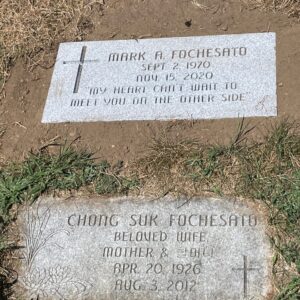 MARK A. FOCHESATO
SEPT 2, 1970
NOV 15, 2020
"MY HEART CAN'T WAIT TO
MEET YOU ON THE OTHER SIDE"
CHONG SUK FOCHESATO
BELOVED WIFE
MOTHER &
APR 20, 1926
AUG 3, 2012